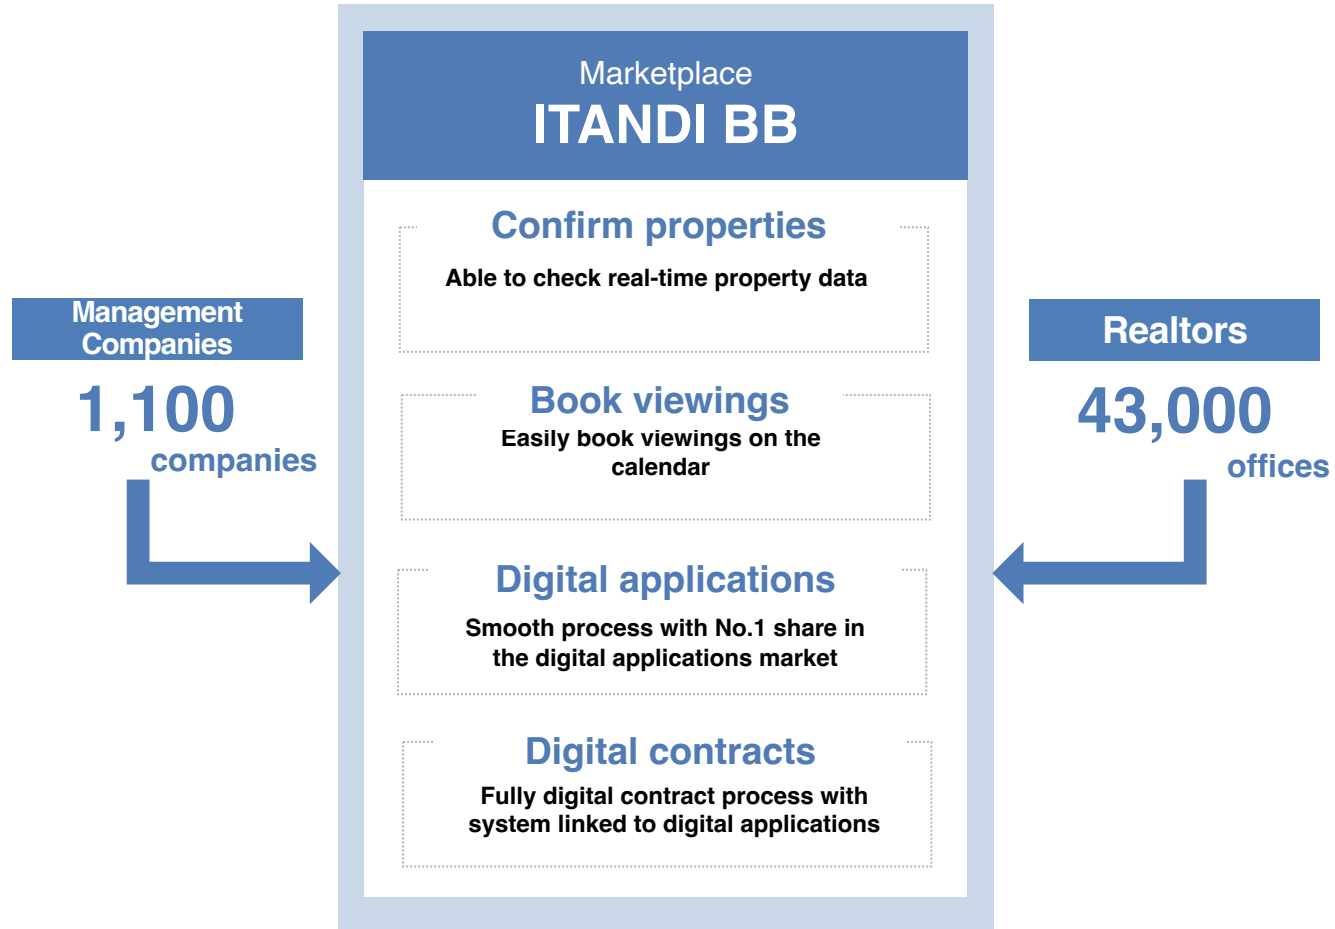 Marketplace
ITANDI BB
Confirm properties
Able to check real-time property data
Book viewings
Easily book viewings on the
calendar
Digital applications
Smooth process with No.1 share in
the digital applications market
Digital contracts
Fully digital contract process with
system linked to digital applications
Management
Companies
1,100
companies
Realtors
43,000
offices